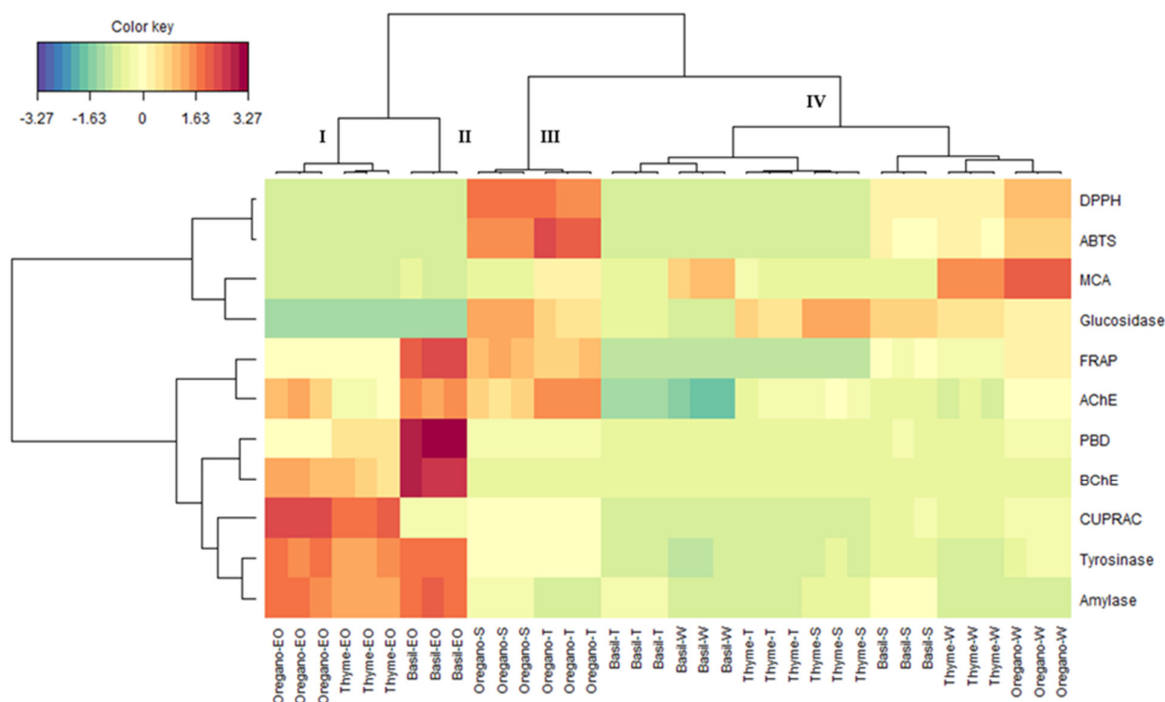 Color key
-3.27 -1.63 0 1.63 3.27
I II III IV
DPPH
ABTS
MCA
Glucosidase
FRAP
AChE
PBD
BChE
CUPRAC
Tyrosinase
Amylase
Oregano-EO
Oregano-EO
Oregano-EO
Thyme-EO
Thyme-EO
Thyme-EO
Basil-EO
Basil-EO
Basil-EO
Oregano-S
Oregano-S
Oregano-S
Oregano-T
Oregano-T
Oregano-T
Basil-T
Basil-T
Basil-T
Basil-W
Basil-W
Basil-W
Thyme-T
Thyme-T
Thyme-T
Thyme-S
Thyme-S
Thyme-S
Basil-S
Basil-S
Basil-S
Thyme-W
Thyme-W
Thyme-W
Oregano-W
Oregano-W
Oregano-W